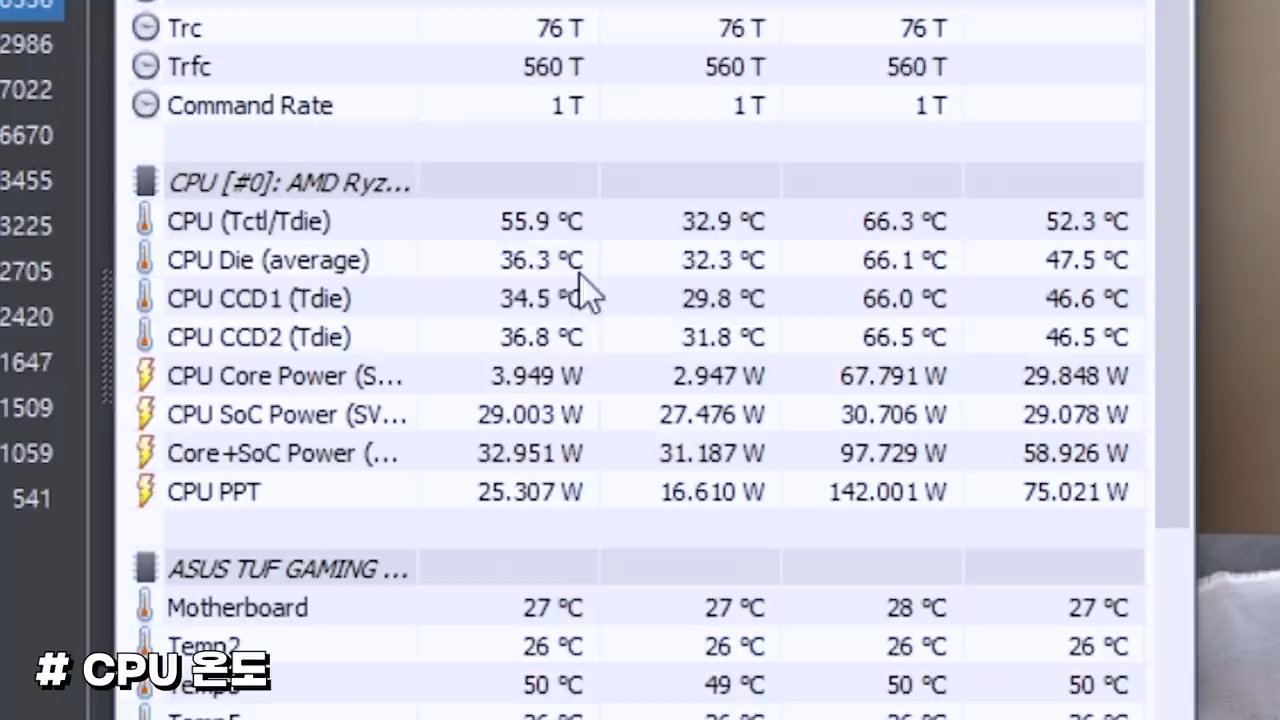 2986
7022
6670
3455
3225
2705
2420
1647
1509
1059
541
Trc 76 T 76 T 76 T
Trfc 560 T 560 T 560 T
Command Rate 1 T 1 T 1 T
CPU [#0]: AMD Ryz...
CPU (Tctl/Tdie) 55.9 °C 32.9 °C 66.3 °C 52.3 °C
CPU Die (average) 36.3 °C 32.3 °C 66.1 °C 47.5 °C
CPU CCD1 (Tdie) 34.5 °C 29.8 °C 66.0 °C 46.6 °C
CPU CCD2 (Tdie) 36.8 °C 31.8 °C 66.5 °C 46.5 °C
CPU Core Power (S... 3.949 W 2.947 W 67.791 W 29.848 W
CPU SoC Power (SV... 29.003 W 27.476 W 30.706 W 29.078 W
Core+SoC Power (... 32.951 W 31.187 W 97.729 W 58.926 W
CPU PPT 25.307 W 16.610 W 142.001 W 75.021 W
ASUS TUF GAMING ...
Motherboard 27 °C 27 °C 28 °C 27 °C
Temp2 26 °C 26 °C 26 °C 26 °C
50 °C 49 °C 50 °C 50 °C
# CPU 온도